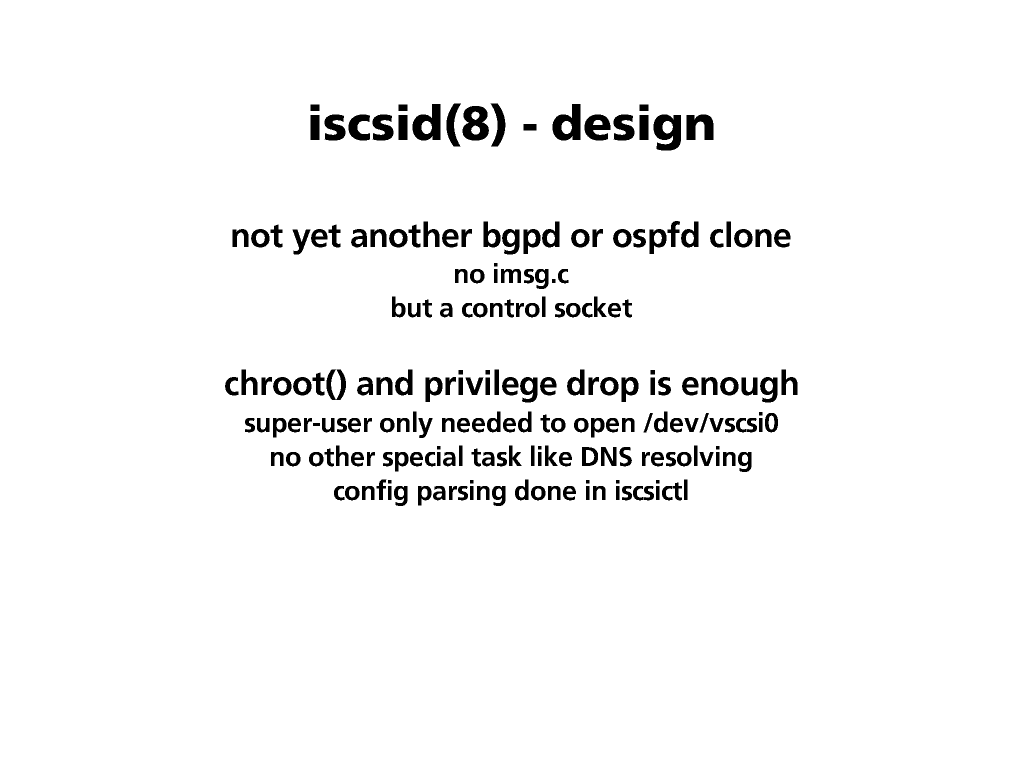 iscsid(8) - design
not yet another bgpd or ospfd clone
no imsg.c
but a control socket
chroot() and privilege drop is enough
super-user only needed to open /dev/vscsi0
no other special task like DNS resolving
config parsing done in iscsictl